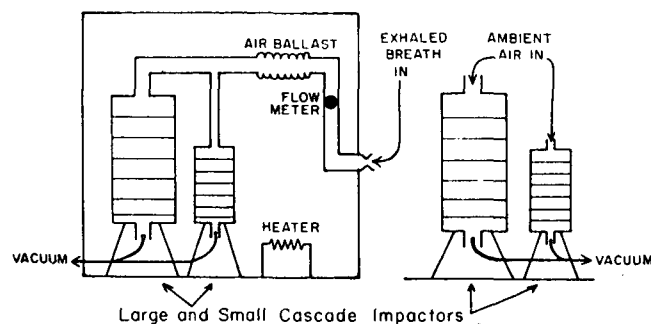 AIR BALLAST
FLOW
METER
EXHALED
BREATH
IN
AMBIENT
AIR IN
HEATER
VACUUM
VACUUM
Large and Small Cascade Impactors